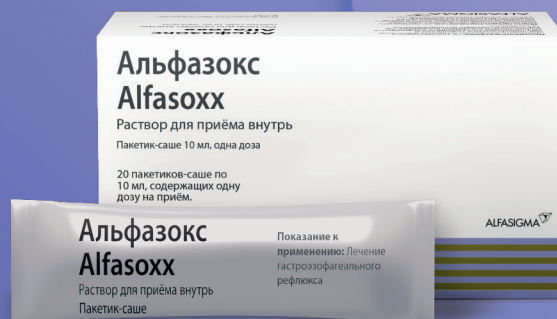 Альфазокс
Alfasoxx
Раствор для приёма внутрь
Пакетик-саше 10 мл, одна доза
20 пакетиков-саше по
10 мл, содержащих одну
дозу на приём.
ALFASIGMA
ALFASIGMA
Альфазокс
Alfasoxx
Раствор для приёма внутрь
Пакетик-саше
Показание к
применению: Лечение
гастроэзофагеального
рефлюкса